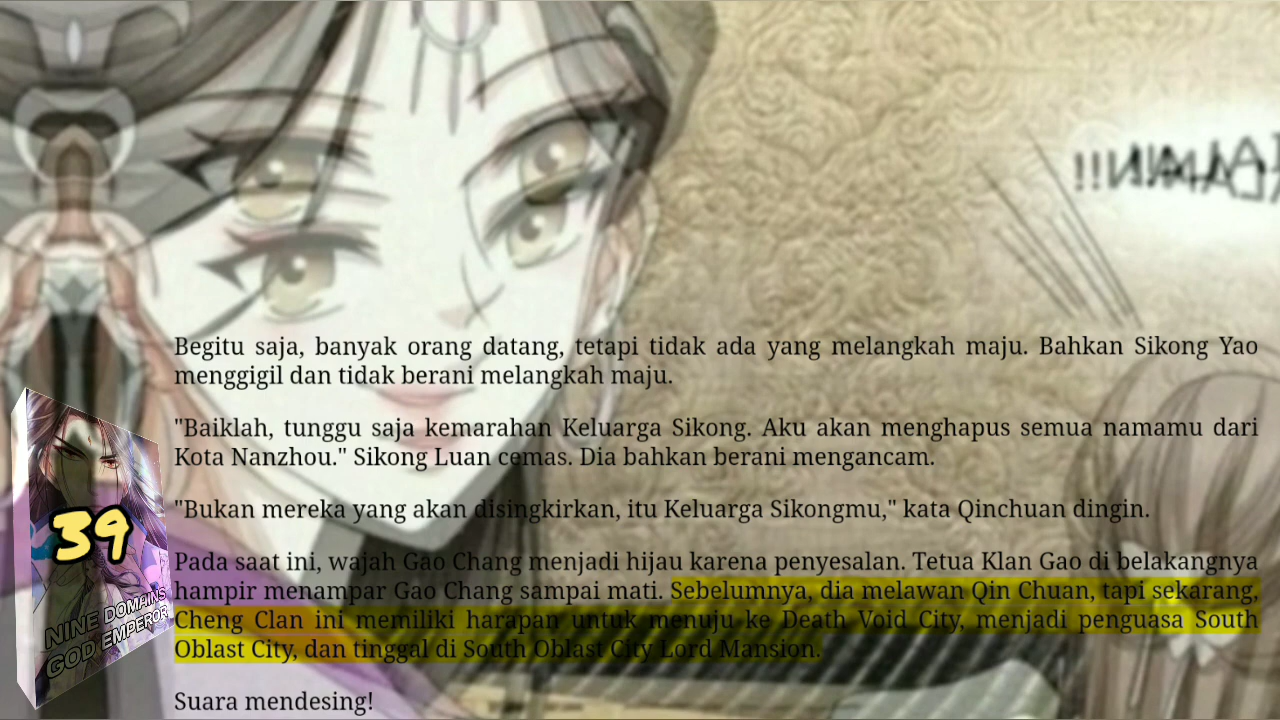 Begitu saja, banyak orang datang, tetapi tidak ada yang melangkah maju. Bahkan Sikong Yao
menggigil dan tidak berani melangkah maju.
"Baiklah, tunggu saja kemarahan Keluarga Sikong. Aku akan menghapus semua namamu dari
Kota Nanzhou." Sikong Luan cemas. Dia bahkan berani mengancam.
"Bukan mereka yang akan disingkirkan, itu Keluarga Sikongmu," kata Qinchuan dingin.
Pada saat ini, wajah Gao Chang menjadi hijau karena penyesalan. Tetua Klan Gao di belakangnya
hampir menampar Gao Chang sampai mati. Sebelumnya, dia melawan Qin Chuan, tapi sekarang,
Cheng Clan ini memiliki harapan untuk menuju ke Death Void City, menjadi penguasa South
Oblast City, dan tinggal di South Oblast City Lord Mansion.
Suara mendesing!
39
NINE DOMAINS
GOD EMPEROR